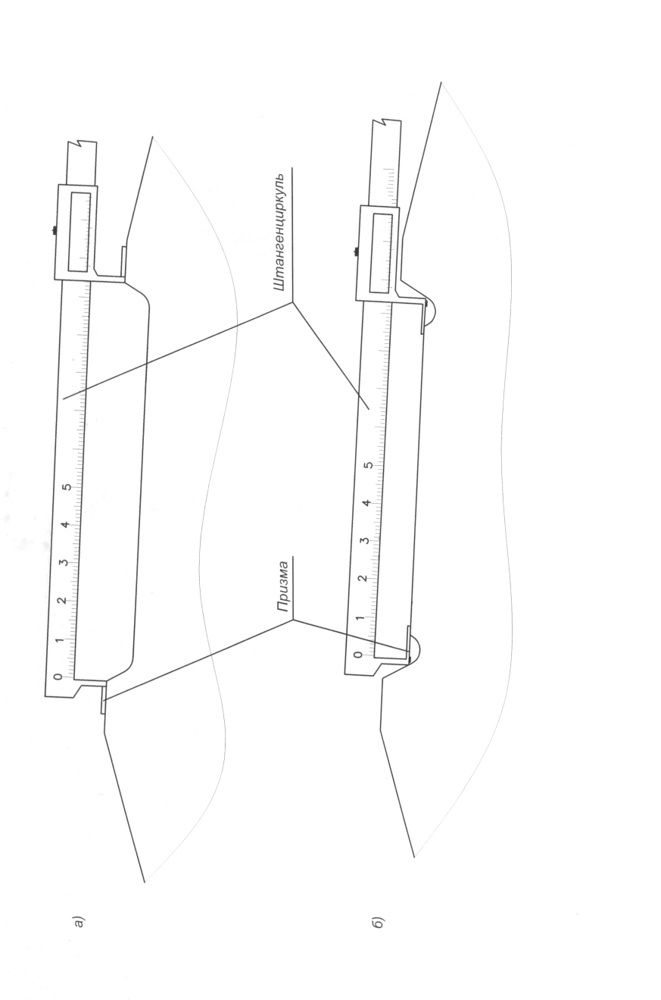 а)
0 1 2 3 4 5
Штангенциркуль
Призма
б)
0 1 2 3 4 5